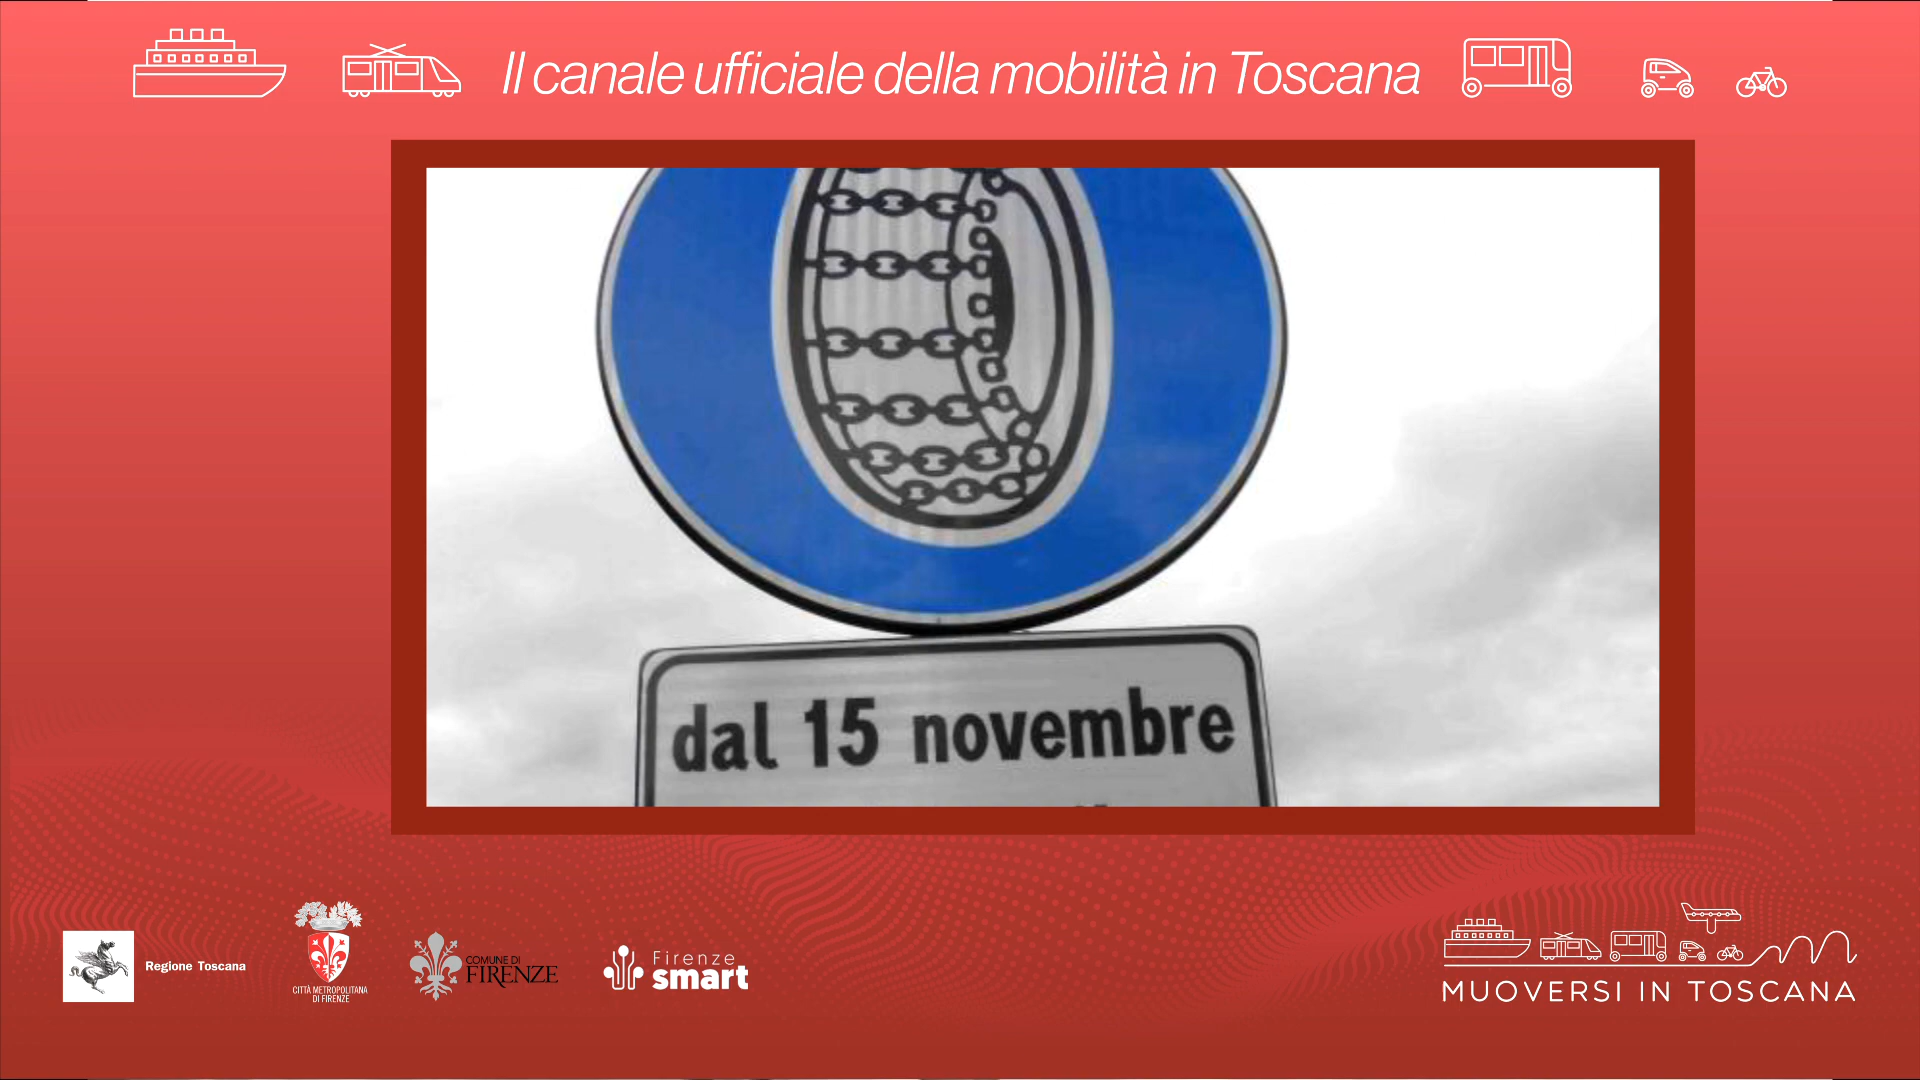 Il canale ufficiale della mobilità in Toscana
dal 15 novembre
Regione Toscana
CITTÀ METROPOLITANA
DI FIRENZE
COMUNE DI
FIRENZE
Firenze
smart
MUOVERSI IN TOSCANA